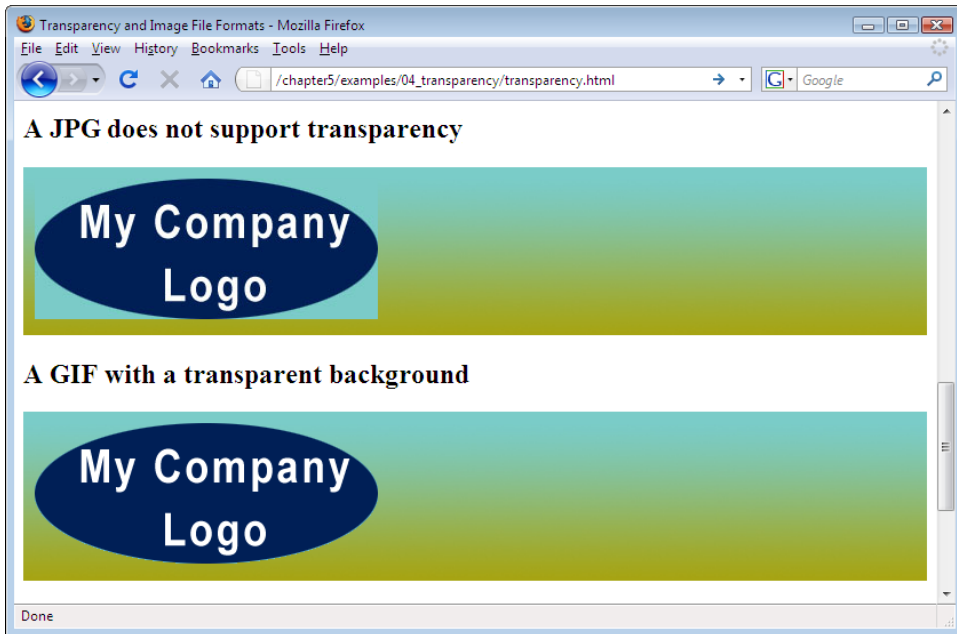 Transparency and Image File Formats - Mozilla Firefox
File Edit View History Bookmarks Tools Help
/chapter5/examples/04_transparency/transparency.html
G Google
A JPG does not support transparency
My Company
Logo
A GIF with a transparent background
My Company
Logo
Done